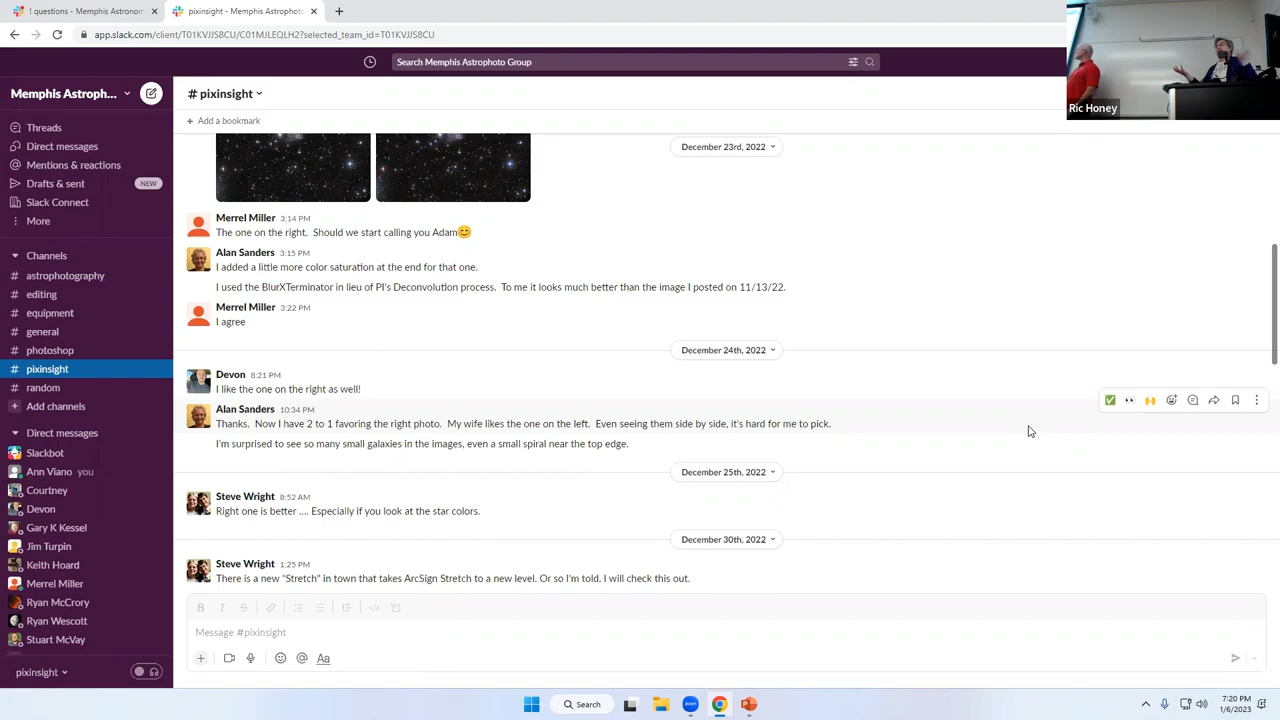 ! questions - Memphis Astronom
pixinsight - Memphis Astrophoto
app.slack.com/client/T01KVJJS8CU/C01MJLEQLH2?selected_team_id=T01KVJJS8CU
Search Memphis Astrophoto Group
Ric Honey
Memphis Astroph...
Threads
Direct messages
Mentions & reactions
Drafts & sent
NEW
Slack Connect
More
Channels
# astrophotography
# editing
# equipment
# general
# photoshop
# pixinsight
# random
+ Add channels
Direct messages
Slackbot
Ann Viano you
Courtney
Devon
Gary K Kessel
Jim Turpin
Keith Hoard
Merrel Miller
Ryan McCrory
Ryan Wescott
Stuart McVay
pixinsight
# pixinsight
+ Add a bookmark
December 23rd, 2022
Merrel Miller 3:14 PM
The one on the right. Should we start calling you Adam😊
Alan Sanders 3:15 PM
I added a little more color saturation at the end for that one.
I used the BlurXTerminator in lieu of PI's Deconvolution process. To me it looks much better than the image I posted on 11/13/22.
Merrel Miller 3:22 PM
I agree
December 24th, 2022
Devon 8:21 PM
I like the one on the right as well!
Alan Sanders 10:34 PM
Thanks. Now I have 2 to 1 favoring the right photo. My wife likes the one on the left. Even seeing them side by side, it's hard for me to pick.
I'm surprised to see so many small galaxies in the images, even a small spiral near the top edge.
December 25th, 2022
Steve Wright 8:52 AM
Right one is better .... Especially if you look at the star colors.
December 30th, 2022
Steve Wright 1:25 PM
There is a new "Stretch" in town that takes ArcSign Stretch to a new level. Or so I'm told. I will check this out.
B I S
Message #pixinsight
Aa
Search
zoom
7:20 PM
1/6/2023